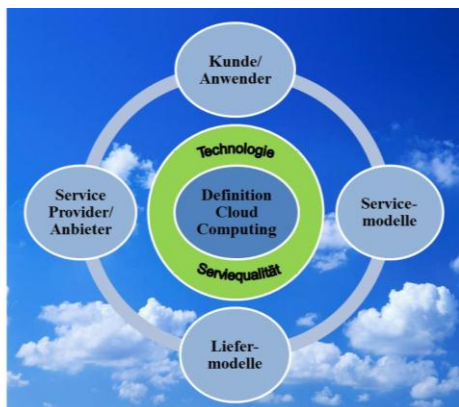 Kunde/
Anwender
Technologie
Service
Provider/
Anbieter
Definition
Cloud
Computing
Service-
modelle
Serviequalität
Liefer-
modelle